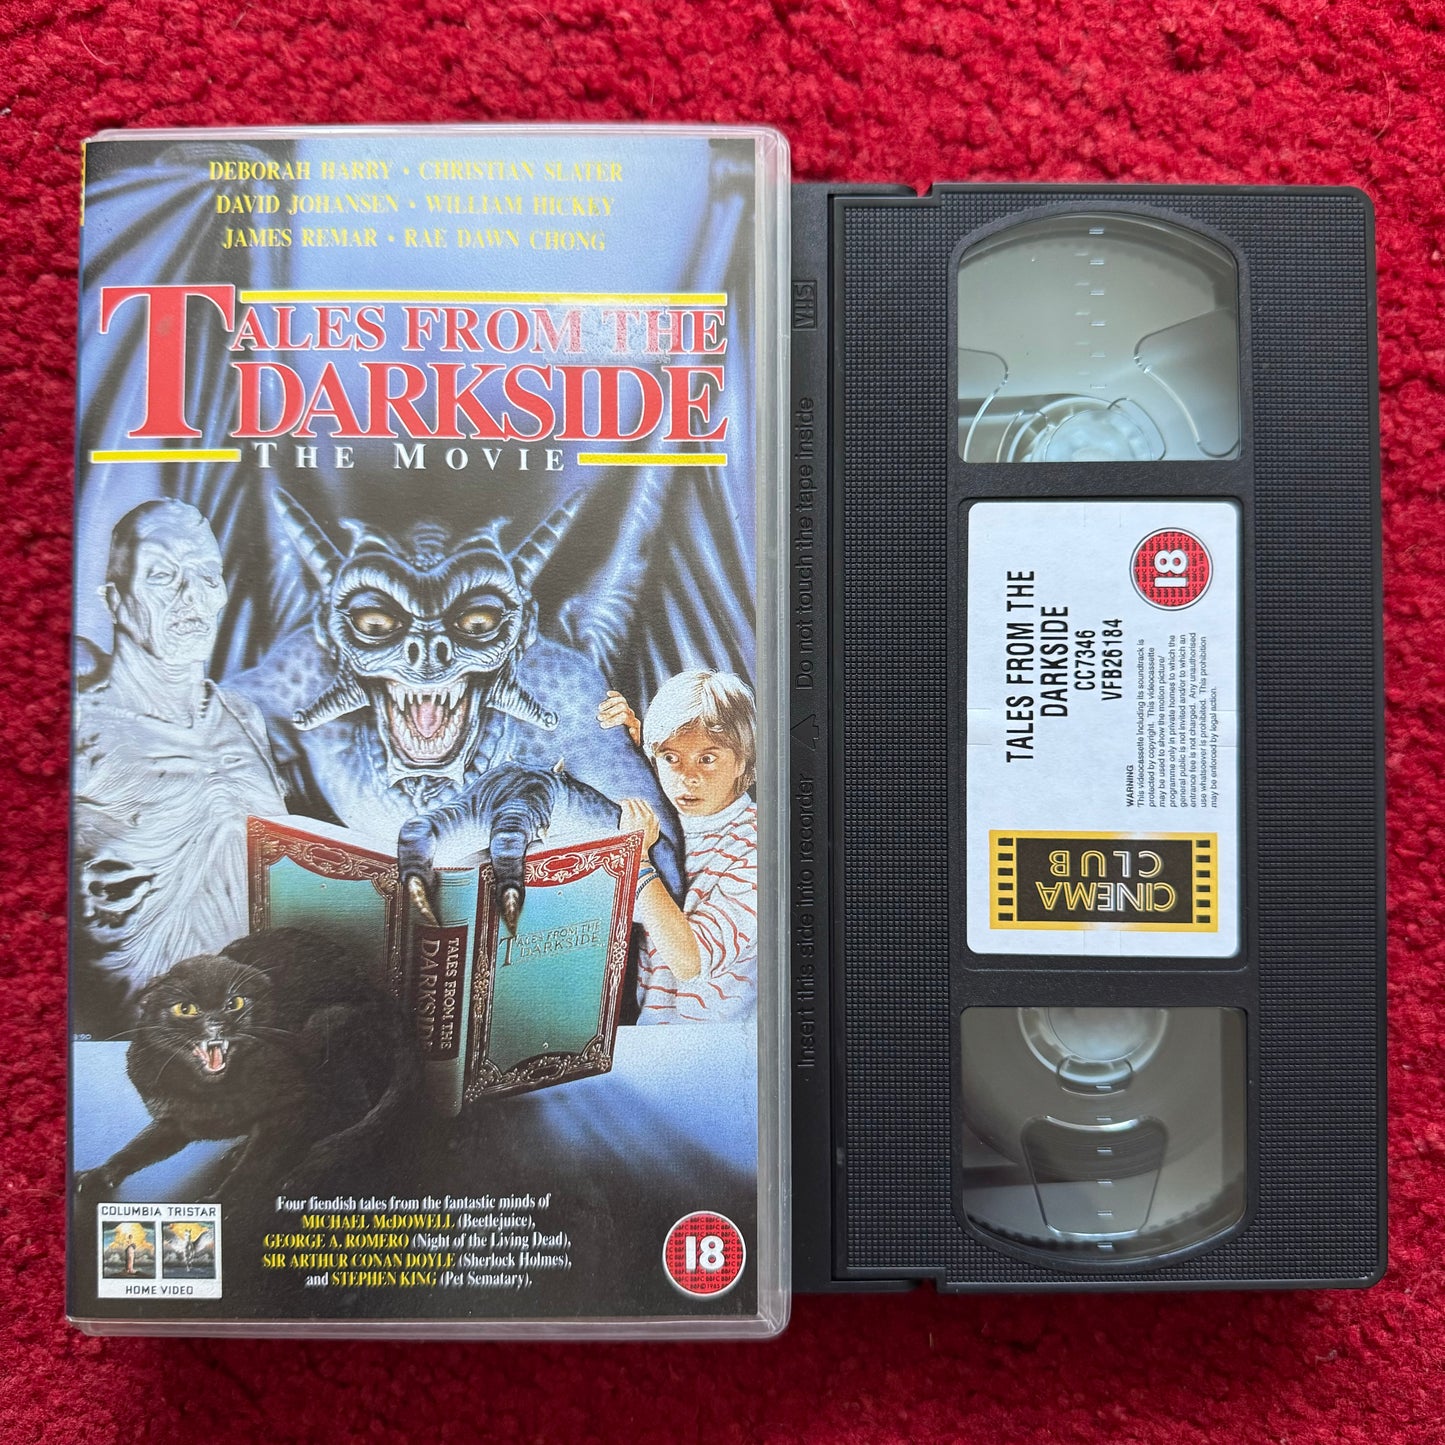 DEBORAH HARRY • CHRISTIAN SLATER
DAVID JOHANSEN • WILLIAM HICKEY
JAMES REMAR • RAE DAWN CHONG
TALES FROM THE
DARKSIDE
THE MOVIE
TALES FROM THE
DARKSIDE
TALES FROM THE
DARKSIDE
Four fiendish tales from the fantastic minds of
MICHAEL McDOWELL (Beetlejuice),
GEORGE A. ROMERO (Night of the Living Dead),
SIR ARTHUR CONAN DOYLE (Sherlock Holmes),
and STEPHEN KING (Pet Sematary).
COLUMBIA TRISTAR
HOME VIDEO
18
VHS
Insert this side into recorder
Do not touch the tape inside
18
TALES FROM THE
DARKSIDE
CC7346
VFB26184
WARNING
This videocassette including its soundtrack is
protected by copyright. This videocassette
may be used to show the motion picture/
programme only in private homes to which the
general public is not invited and/or to which an
entrance fee is not charged. Any unauthorised
use whatsoever is prohibited. This prohibition
may be enforced by legal action.
CINEMA
CLUB